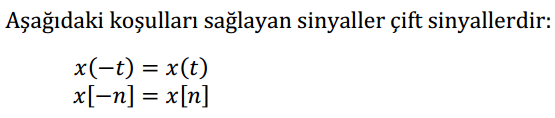 Aşağıdaki koşulları sağlayan sinyaller çift sinyallerdir:
x(−t) = x(t)
x[−n] = x[n]